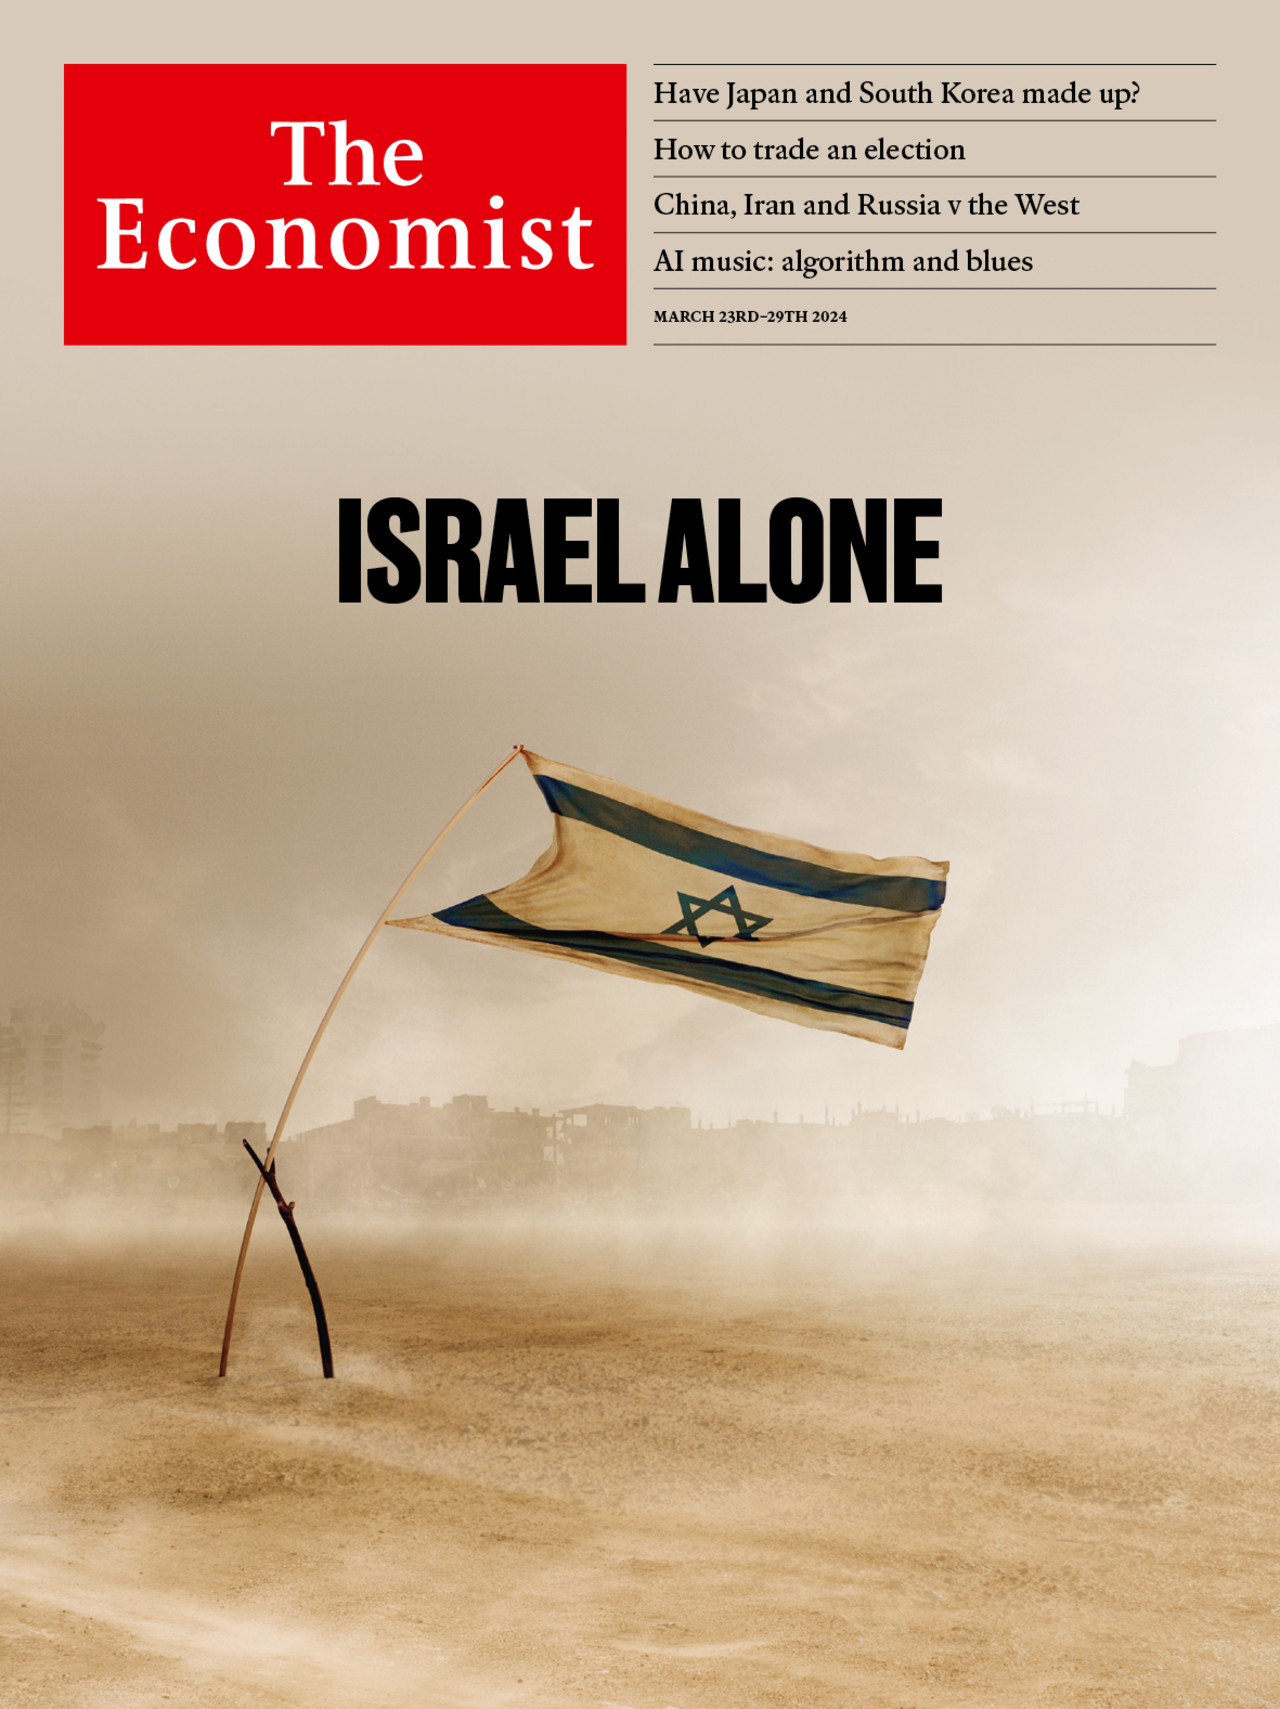 The
Economist
Have Japan and South Korea made up?
How to trade an election
China, Iran and Russia v the West
AI music: algorithm and blues
MARCH 23RD–29TH 2024
ISRAEL ALONE